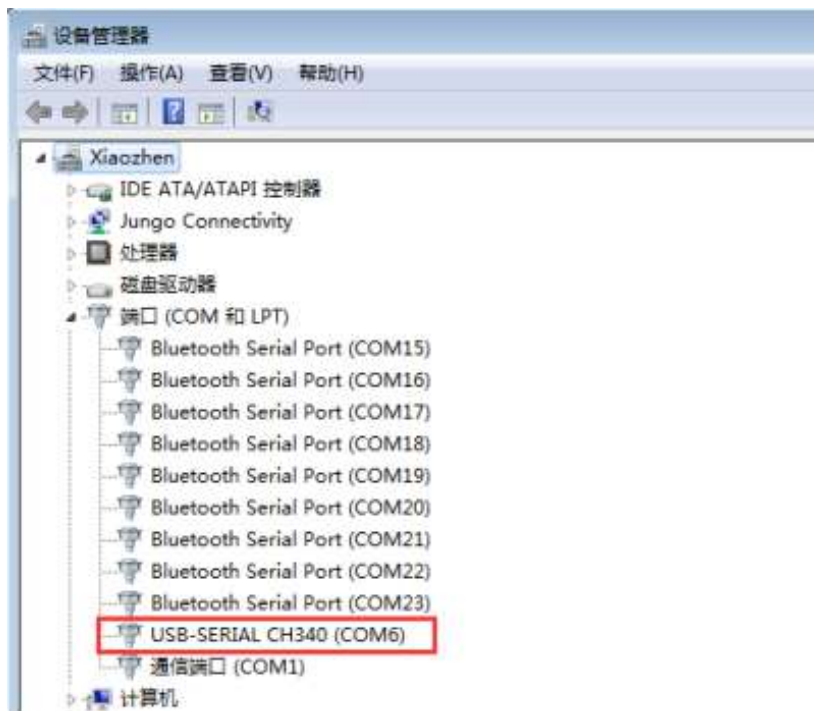 设备管理器
文件(F) 操作(A) 查看(V) 帮助(H)
Xiaozhen
IDE ATA/ATAPI 控制器
Jungo Connectivity
处理器
磁盘驱动器
端口 (COM 和 LPT)
Bluetooth Serial Port (COM15)
Bluetooth Serial Port (COM16)
Bluetooth Serial Port (COM17)
Bluetooth Serial Port (COM18)
Bluetooth Serial Port (COM19)
Bluetooth Serial Port (COM20)
Bluetooth Serial Port (COM21)
Bluetooth Serial Port (COM22)
Bluetooth Serial Port (COM23)
USB-SERIAL CH340 (COM6)
通信端口 (COM1)
计算机